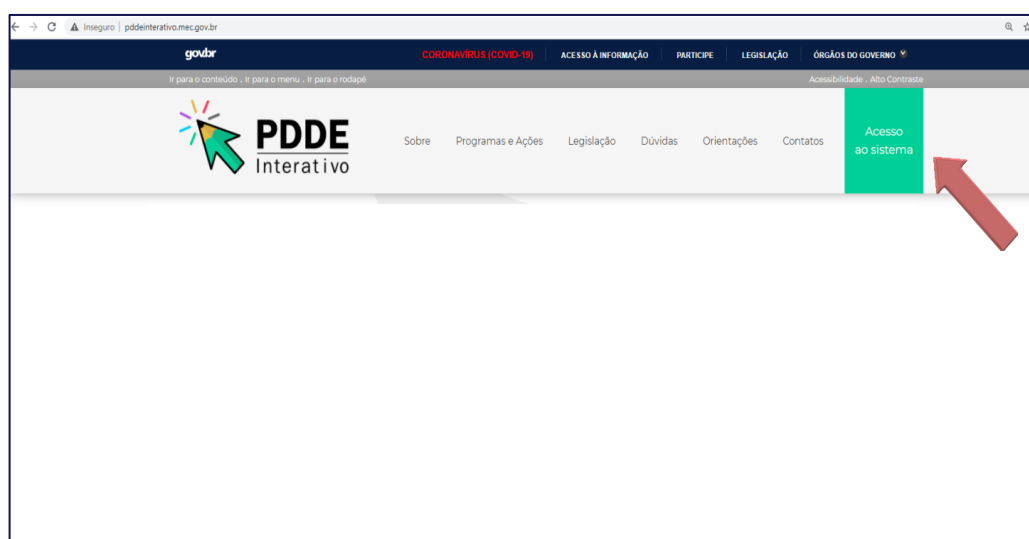 Inseguro | pddeinterativo.mec.gov.br
gov.br
CORONAVÍRUS (COVID-19)
ACESSO À INFORMAÇÃO
PARTICIPE
LEGISLAÇÃO
ÓRGÃOS DO GOVERNO
Ir para o conteúdo . Ir para o menu . Ir para o rodapé
Acessibilidade . Alto Contraste
PDDE
Interativo
Sobre
Programas e Ações
Legislação
Dúvidas
Orientações
Contatos
Acesso
ao sistema